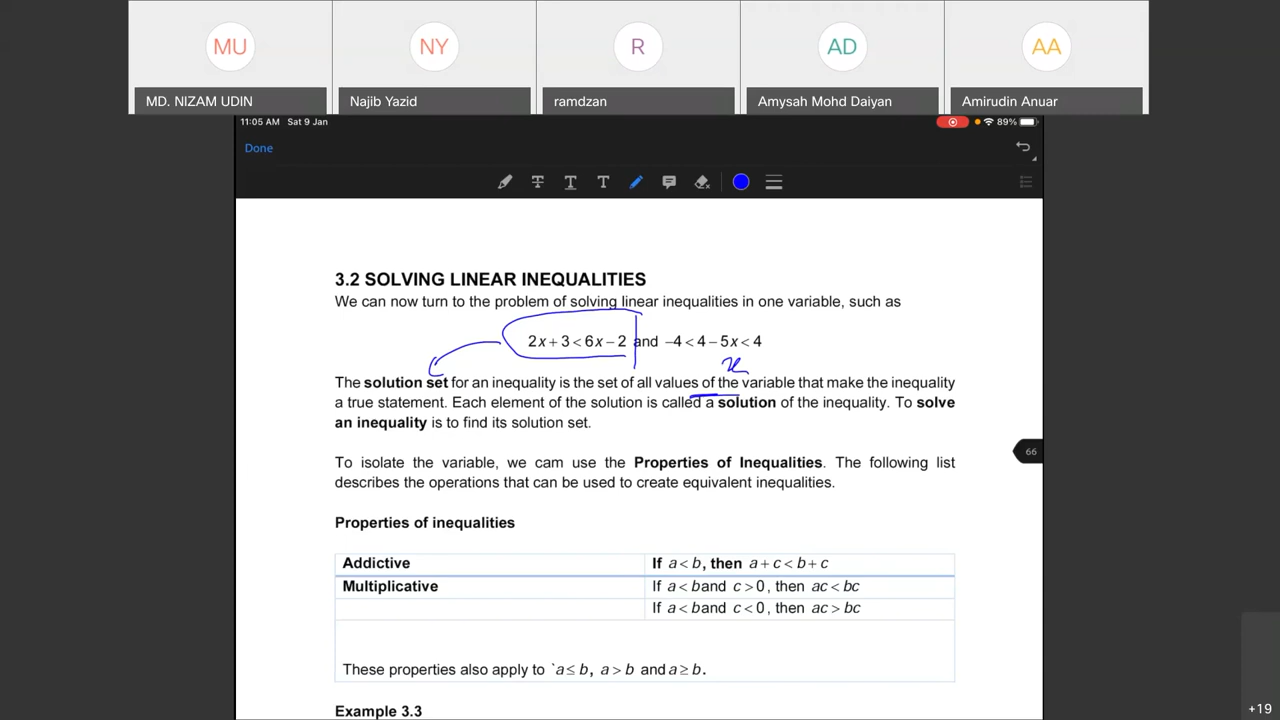 MU
NY
R
AD
AA
MD. NIZAM UDIN
Najib Yazid
ramdzan
Amysah Mohd Daiyan
Amirudin Anuar
11:05 AM Sat 9 Jan
89%
Done
3.2 SOLVING LINEAR INEQUALITIES
We can now turn to the problem of solving linear inequalities in one variable, such as
2x + 3 < 6x − 2 and −4 < 4 − 5x < 4
x
The solution set for an inequality is the set of all values of the variable that make the inequality
a true statement. Each element of the solution is called a solution of the inequality. To solve
an inequality is to find its solution set.
66
To isolate the variable, we cam use the Properties of Inequalities. The following list
describes the operations that can be used to create equivalent inequalities.
Properties of inequalities
Addictive If a < b, then a + c < b + c
Multiplicative If a < b and c > 0, then ac < bc
If a < b and c < 0, then ac > bc
These properties also apply to `a ≤ b, a > b and a ≥ b.
Example 3.3
+19